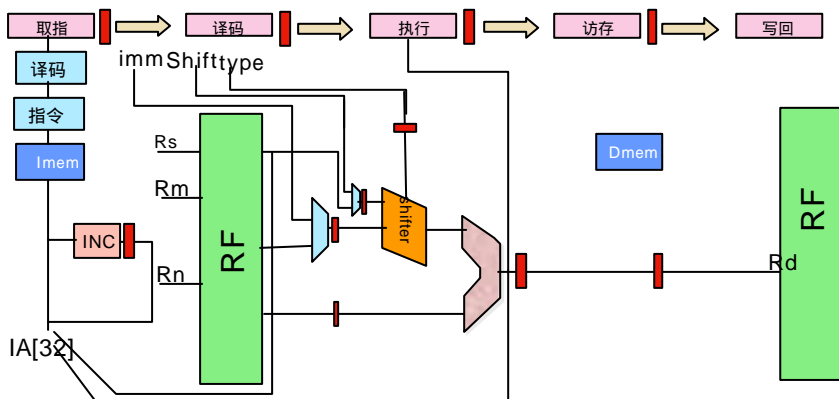 取指 译码 执行 访存 写回
imm Shift type
译码
指令
Imem
Rs
Rm
Rn
RF
shifter
Dmem
RF
Rd
INC
IA[32]